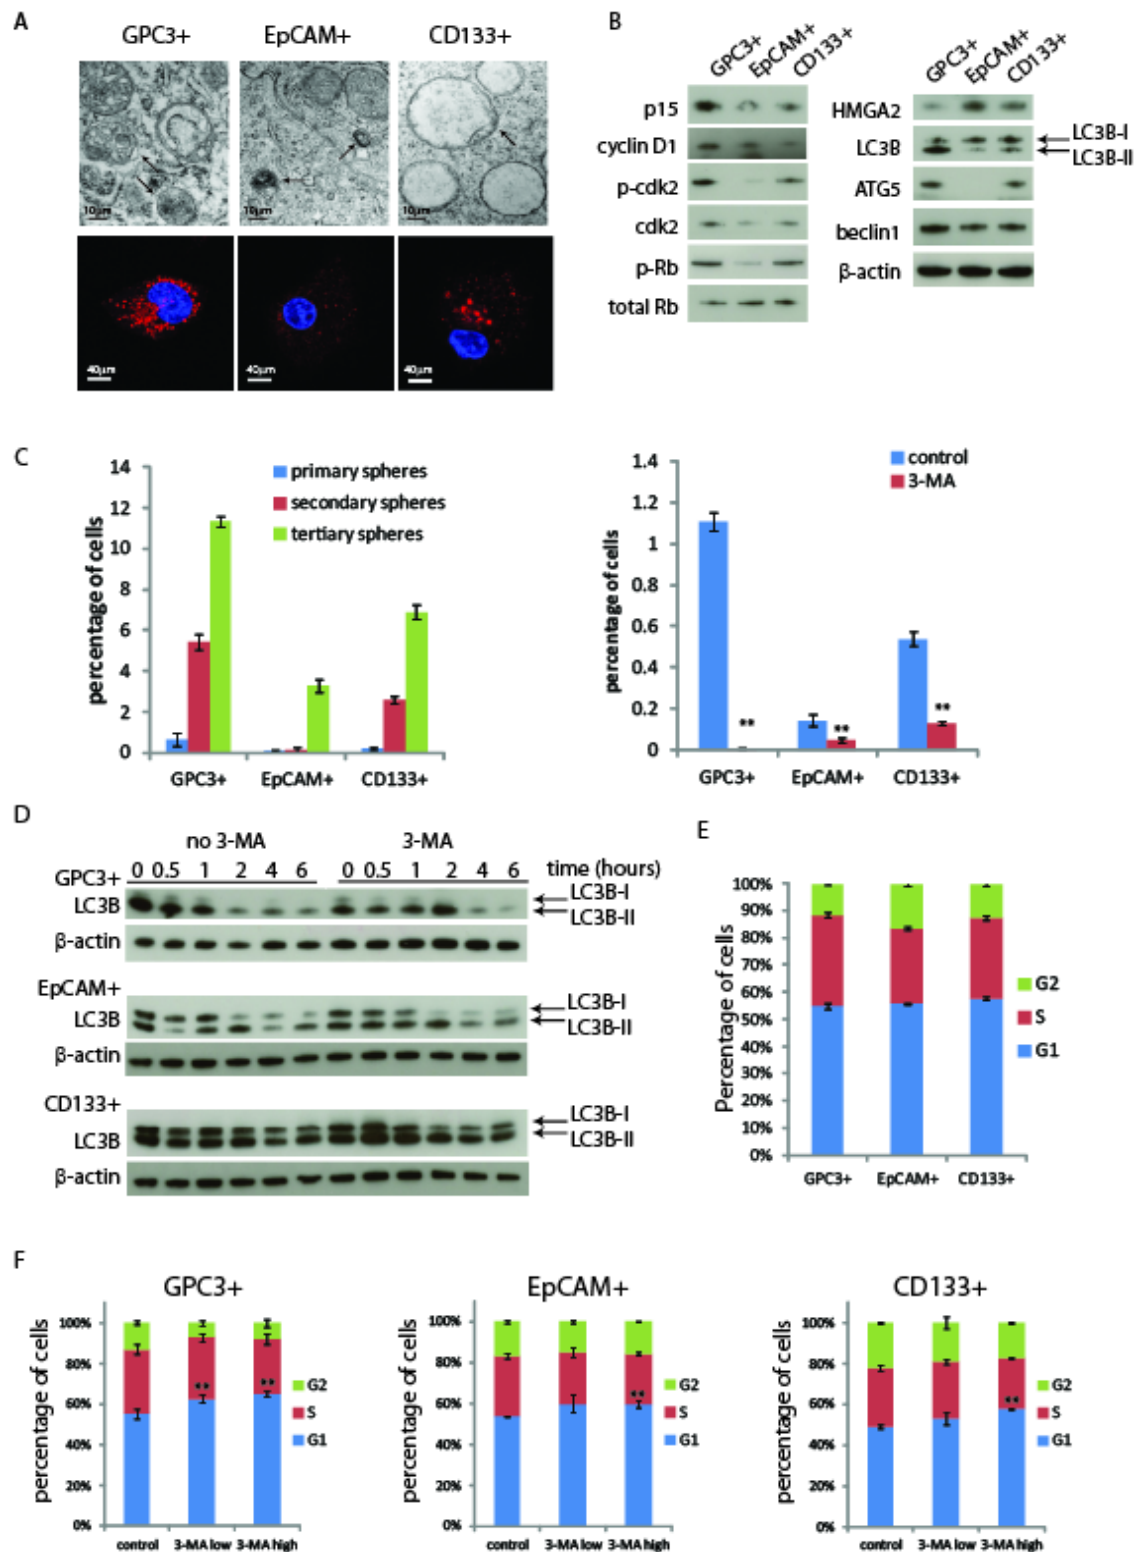 A
GPC3+ EpCAM+ CD133+
10µm 10µm 10µm
40µm 40µm 40µm
B
GPC3+ EpCAM+ CD133+
p15
cyclin D1
p-cdk2
cdk2
p-Rb
total Rb
GPC3+ EpCAM+ CD133+
HMGA2
LC3B
LC3B-I
LC3B-II
ATG5
beclin1
β-actin
C
percentage of cells
14
12
10
8
6
4
2
0
primary spheres
secondary spheres
tertiary spheres
GPC3+ EpCAM+ CD133+
percentage of cells
1.4
1.2
1
0.8
0.6
0.4
0.2
0
control
3-MA
** ** **
GPC3+ EpCAM+ CD133+
D
no 3-MA 3-MA
0 0.5 1 2 4 6 0 0.5 1 2 4 6 time (hours)
GPC3+
LC3B
LC3B-I
LC3B-II
β-actin
EpCAM+
LC3B
LC3B-I
LC3B-II
β-actin
CD133+
LC3B
LC3B-I
LC3B-II
β-actin
E
Percentage of cells
100%
90%
80%
70%
60%
50%
40%
30%
20%
10%
0%
G2
S
G1
GPC3+ EpCAM+ CD133+
F
GPC3+
percentage of cells
100%
80%
60%
40%
20%
0%
** **
G2
S
G1
control 3-MA low 3-MA high
EpCAM+
percentage of cells
100%
80%
60%
40%
20%
0%
**
G2
S
G1
control 3-MA low 3-MA high
CD133+
percentage of cells
100%
80%
60%
40%
20%
0%
**
G2
S
G1
control 3-MA low 3-MA high